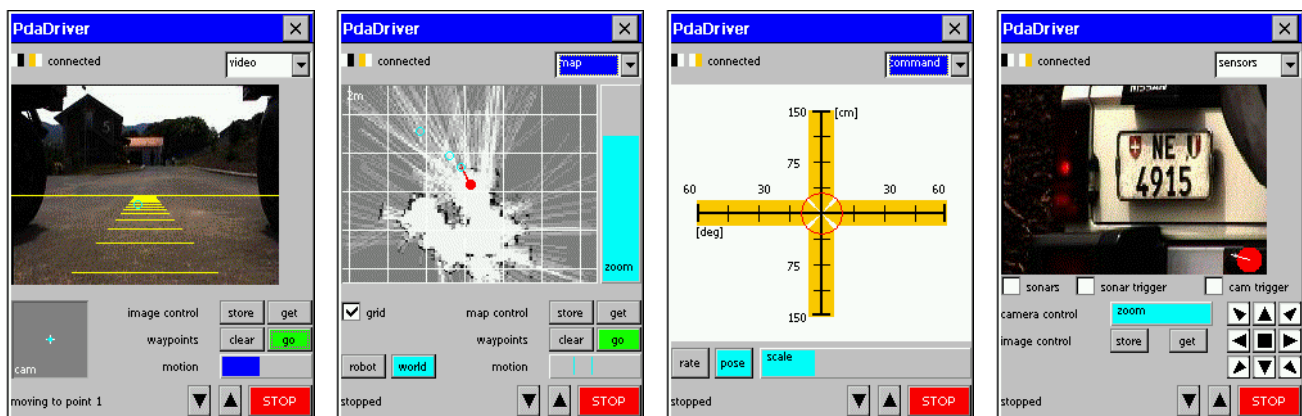 PdaDriver
connected
video
image control
store
get
waypoints
clear
go
cam
motion
moving to point 1
STOP
PdaDriver
connected
map
2m
zoom
grid
map control
store
get
waypoints
clear
go
robot
world
motion
stopped
STOP
PdaDriver
connected
command
150
[cm]
75
60
30
30
60
[deg]
75
150
rate
pose
scale
stopped
STOP
PdaDriver
connected
sensors
NE
4915
sonars
sonar trigger
cam trigger
camera control
zoom
image control
store
get
stopped
STOP